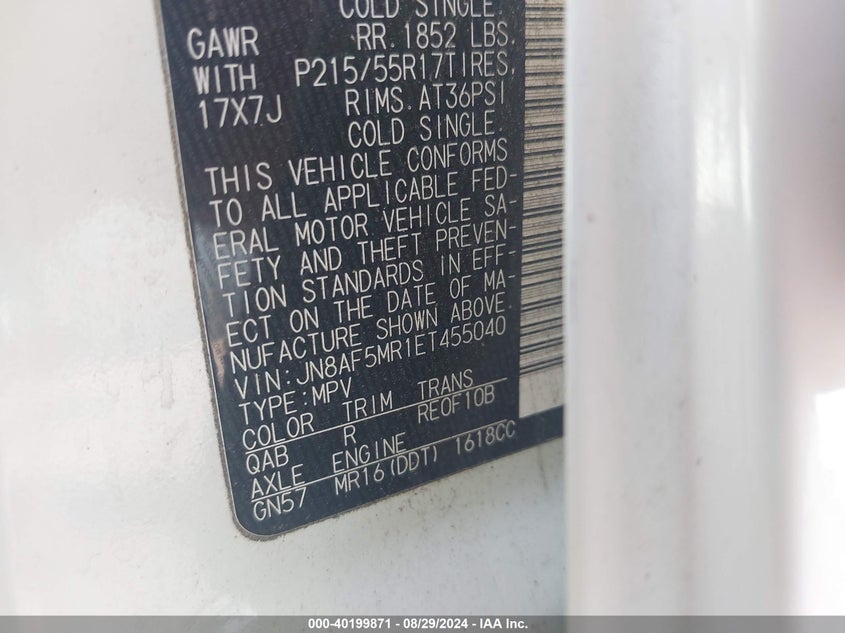 COLD SINGLE.
GAWR RR. 1852 LBS.
WITH P215/55R17TIRES,
17X7J RIMS. AT36PSI
COLD SINGLE.
THIS VEHICLE CONFORMS
TO ALL APPLICABLE FED-
ERAL MOTOR VEHICLE SA-
FETY AND THEFT PREVEN-
TION STANDARDS IN EFF-
ECT ON THE DATE OF MA-
NUFACTURE SHOWN ABOVE
VIN:JN8AF5MR1ET455040
TYPE:MPV
COLOR TRIM TRANS
QAB R RE0F10B
AXLE ENGINE
GN57 MR16(DDT) 1618CC
000-40199871 - 08/29/2024 - IAA Inc.